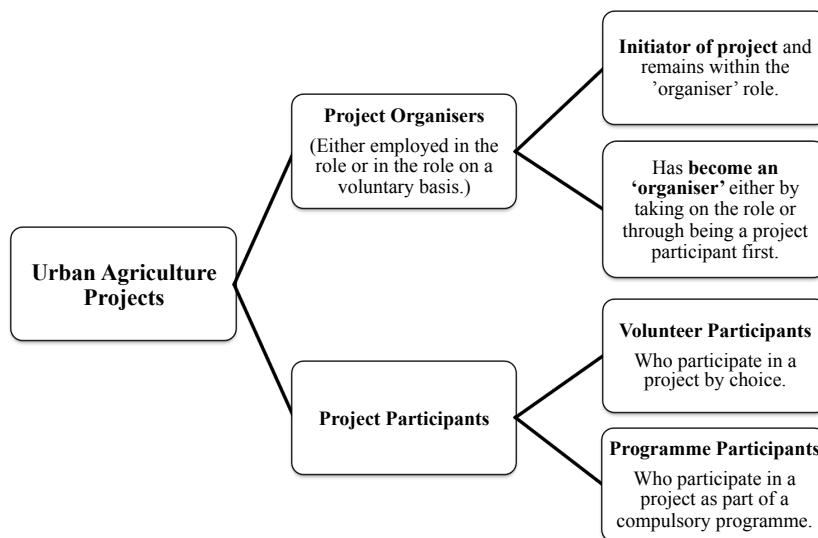 Urban Agriculture
Projects
Project Organisers
(Either employed in the
role or in the role on a
voluntary basis.)
Initiator of project and
remains within the
’organiser’ role.
Has become an
‘organiser’ either by
taking on the role or
through being a project
participant first.
Project Participants
Volunteer Participants
Who participate in a
project by choice.
Programme Participants
Who participate in a
project as part of a
compulsory programme.